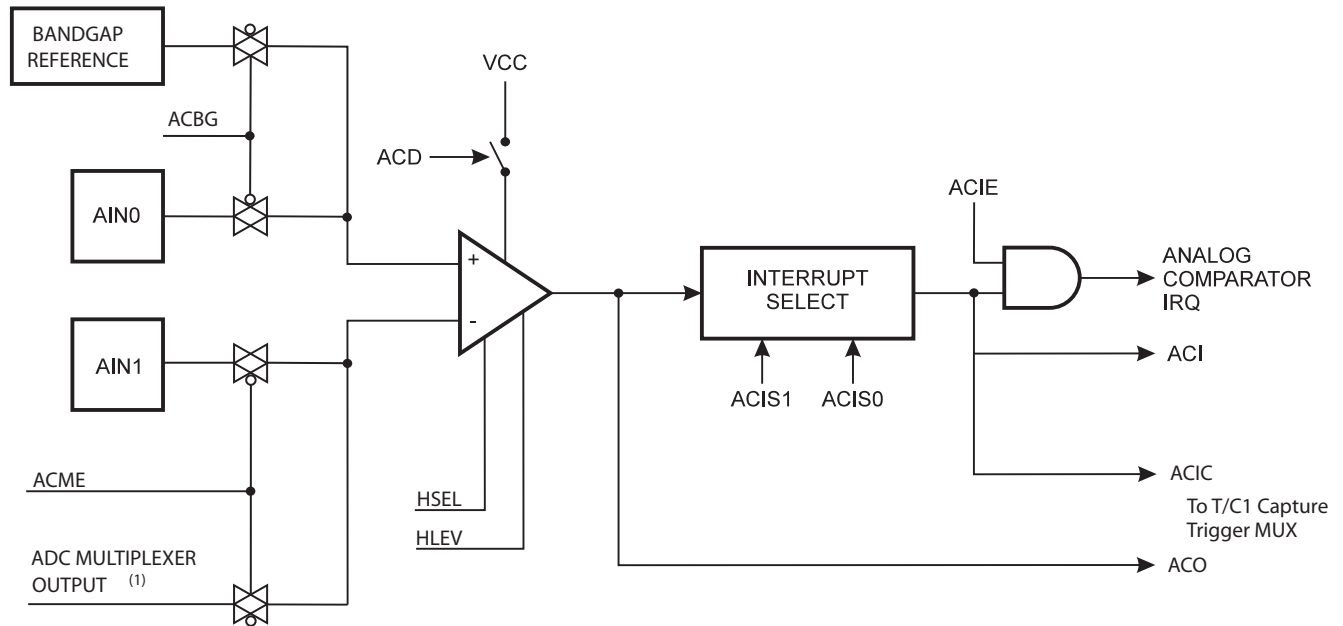 BANDGAP
REFERENCE
ACBG
VCC
ACD
AIN0
ACIE
+
-
INTERRUPT
SELECT
ANALOG
COMPARATOR
IRQ
AIN1
ACI
ACIS1
ACIS0
ACME
HSEL
HLEV
ACIC
To T/C1 Capture
Trigger MUX
ADC MULTIPLEXER
OUTPUT (1)
ACO